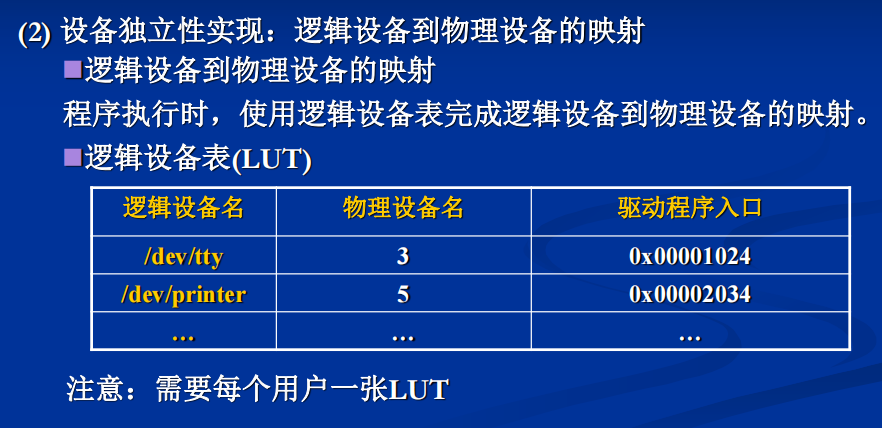 (2) 设备独立性实现：逻辑设备到物理设备的映射
逻辑设备到物理设备的映射
程序执行时，使用逻辑设备表完成逻辑设备到物理设备的映射。
逻辑设备表(LUT)
逻辑设备名 物理设备名 驱动程序入口
/dev/tty 3 0x00001024
/dev/printer 5 0x00002034
… … …
注意：需要每个用户一张LUT